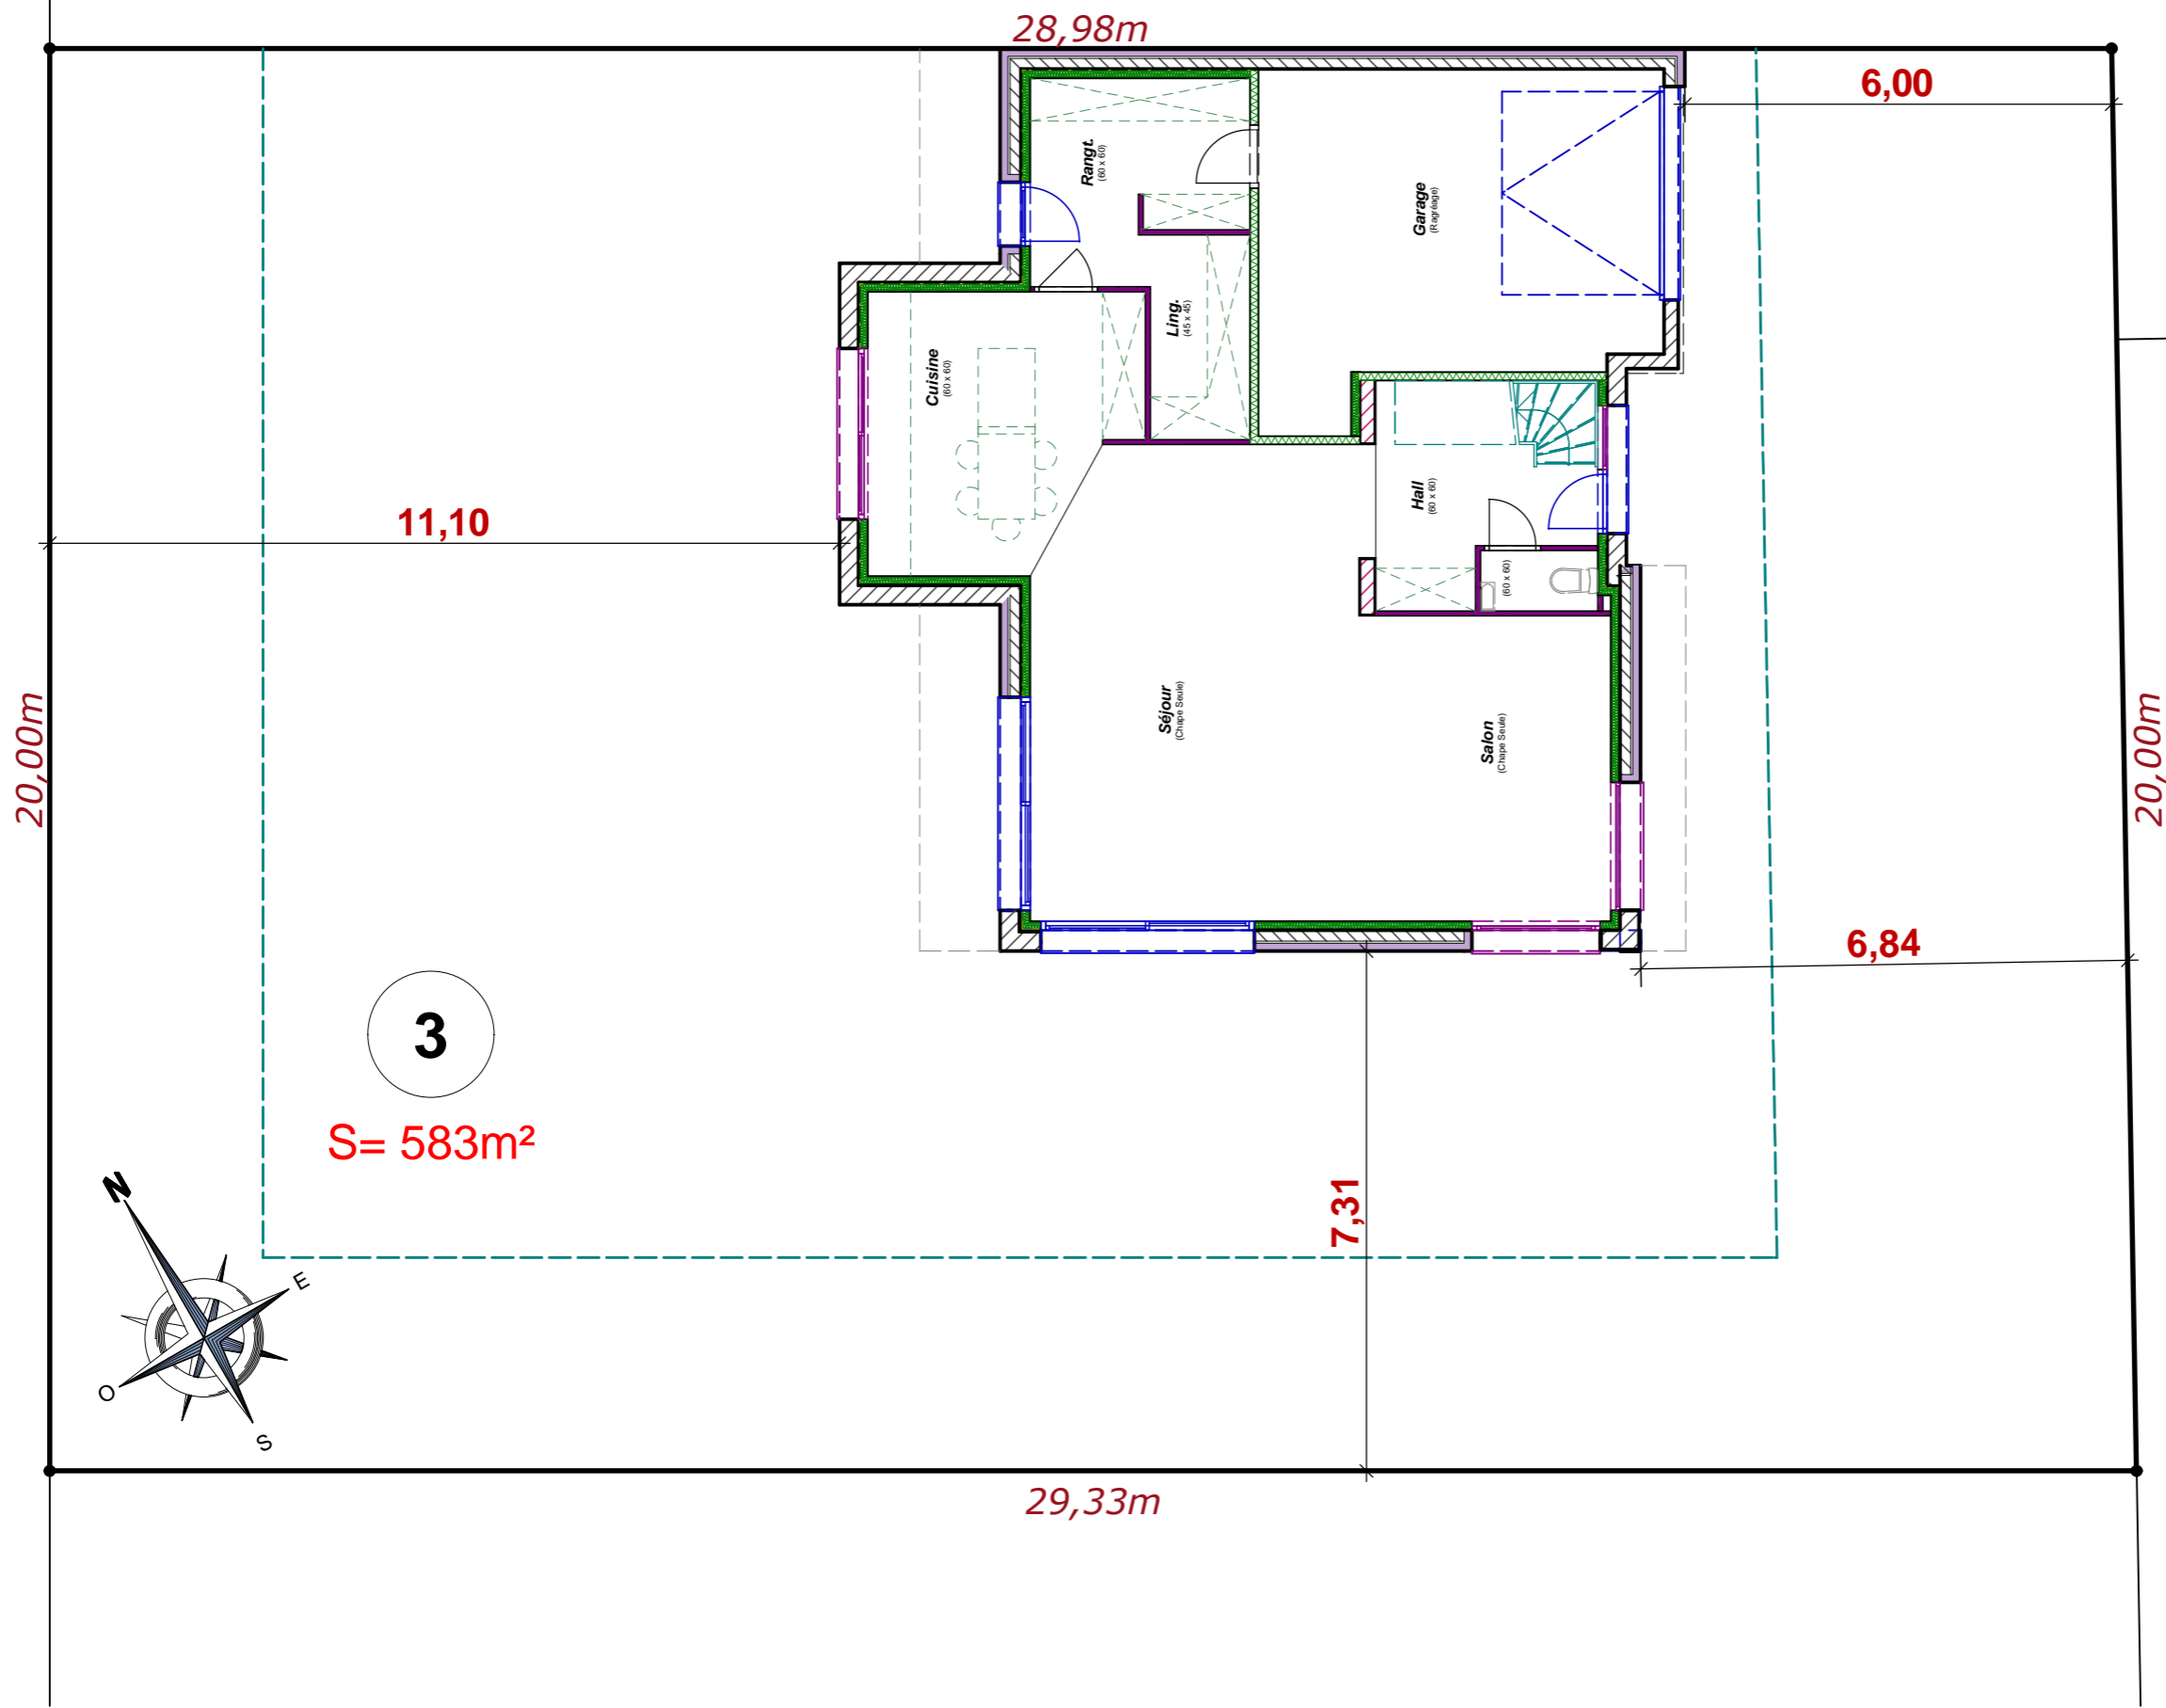 28,98m
6,00
Rangt.
(60 x 60)
Garage
(Ragréage)
Ling.
(45 x 45)
Cuisine
(60 x 60)
Hall
(60 x 60)
(60 x 60)
11,10
20,00m
Séjour
(Chape Seule)
Salon
(Chape Seule)
20,00m
6,84
3
S= 583m²
7,31
N
E
O
S
29,33m